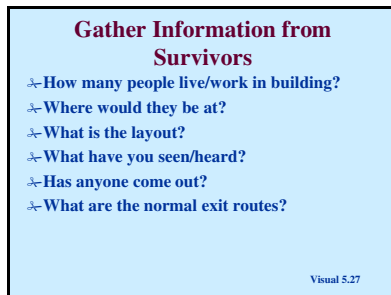 Gather Information from
Survivors
✁How many people live/work in building?
✁Where would they be at?
✁What is the layout?
✁What have you seen/heard?
✁Has anyone come out?
✁What are the normal exit routes?
Visual 5.27